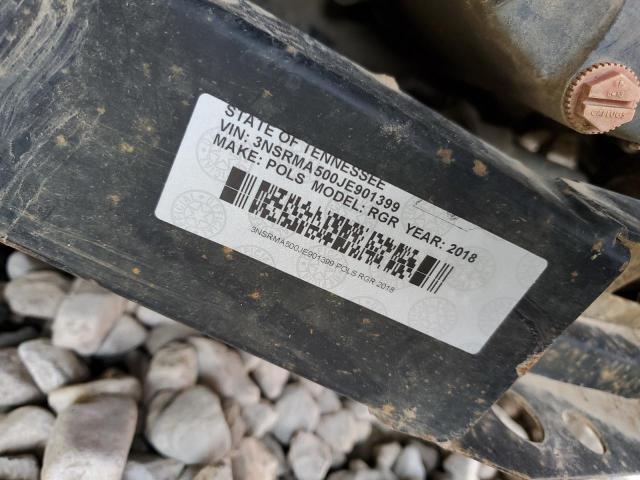 STATE OF TENNESSEE
VIN: 3NSRMA500JE901399
MAKE: POLS MODEL: RGR YEAR: 2018
3NSRMA500JE901399 POLS RGR 2018